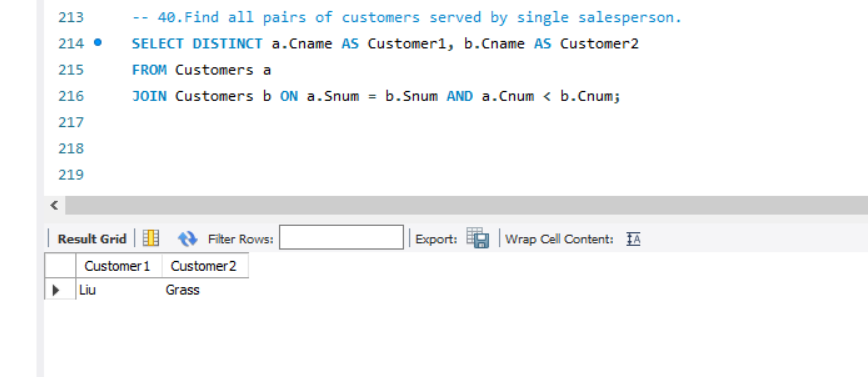 213 -- 40.Find all pairs of customers served by single salesperson.
214 SELECT DISTINCT a.Cname AS Customer1, b.Cname AS Customer2
215 FROM Customers a
216 JOIN Customers b ON a.Snum = b.Snum AND a.Cnum < b.Cnum;
217
218
219
Result Grid Filter Rows: Export: Wrap Cell Content: IA
Customer1 Customer2
Liu Grass